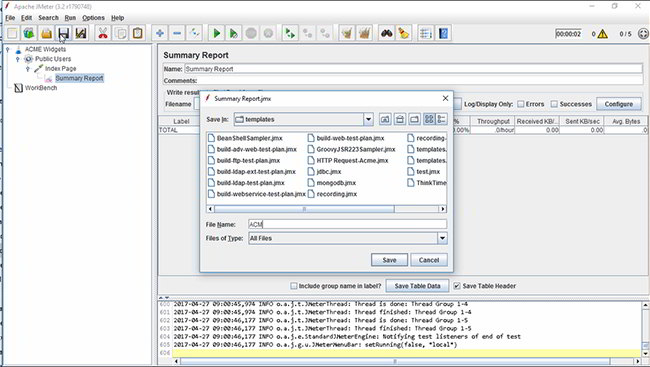 Apache JMeter (3.2 r1790748)
File Edit Search Run Options Help
00:00:02 0 0/5
ACME Widgets
Public Users
Index Page
Summary Report
WorkBench
Summary Report
Name: Summary Report
Comments:
Filename
Log/Display Only: Errors Successes Configure
Label % Throughput Received KB/... Sent KB/sec Avg. Bytes
TOTAL .00% .0/hour 0.00 0.00 .0
Summary Report.jmx
Save In: templates
BeanShellSampler.jmx build-web-test-plan.jmx recording-
build-adv-web-test-plan.jmx GroovyJSR223Sampler.jmx templates.
build-ftp-test-plan.jmx HTTP Request-Acme.jmx templates.
build-ldap-ext-test-plan.jmx jdbc.jmx test.jmx
build-ldap-test-plan.jmx mongodb.jmx ThinkTime
build-webservice-test-plan.jmx recording.jmx
File Name: ACM
Files of Type: All Files
Save Cancel
Include group name in label? Save Table Data Save Table Header
600 2017-04-27 09:00:45,974 INFO o.a.j.t.JMeterThread: Thread is done: Thread Group 1-4
601 2017-04-27 09:00:45,974 INFO o.a.j.t.JMeterThread: Thread finished: Thread Group 1-4
602 2017-04-27 09:00:46,177 INFO o.a.j.t.JMeterThread: Thread is done: Thread Group 1-5
603 2017-04-27 09:00:46,177 INFO o.a.j.t.JMeterThread: Thread finished: Thread Group 1-5
604 2017-04-27 09:00:46,177 INFO o.a.j.e.StandardJMeterEngine: Notifying test listeners of end of test
605 2017-04-27 09:00:46,177 INFO o.a.j.g.u.JMeterMenuBar: setRunning(false, *local*)
606